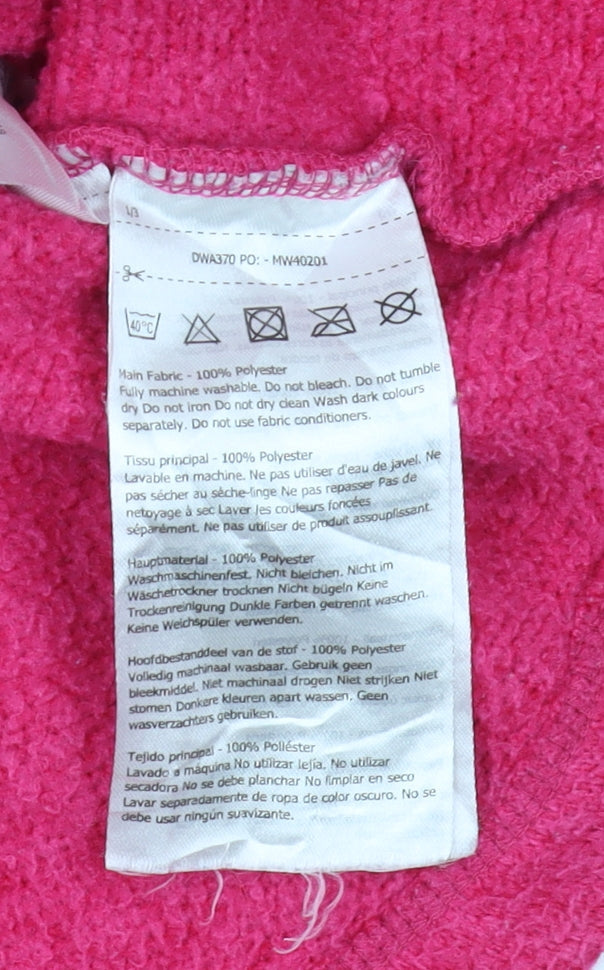 1/3
DWA370 PO: - MW40201
40°C
Main Fabric - 100% Polyester
Fully machine washable. Do not bleach. Do not tumble
dry Do not iron Do not dry clean Wash dark colours
separately. Do not use fabric conditioners.
Tissu principal - 100% Polyester
Lavable en machine. Ne pas utiliser d'eau de javel. Ne
pas sécher au sèche-linge Ne pas repasser Pas de
netoyage à sec Laver les couleurs foncées
séparément. Ne pas utiliser de produit assouplissant.
Hauptmaterial - 100% Polyester
Waschmaschinenfest. Nicht bleichen. Nicht im
Wäschetrockner trocknen Nicht bügeln Keine
Trockenreinigung Dunkle Farben getrennt waschen.
Keine Weichspüler verwenden.
Hoofdbestanddeel van de stof - 100% Polyester
Volledig machinaal wasbaar. Gebruik geen
bleekmiddel. Niet machinaal drogen Niet strijken Niet
stomen Donkere kleuren apart wassen. Geen
wasverzachters gebruiken.
Tejido principal - 100% Poliéster
Lavado a máquina No utilizar lejía. No utilizar
secadora No se debe planchar No limpiar en seco
Lavar separadamente de ropa de color oscuro. No se
debe usar ningún suavizante.